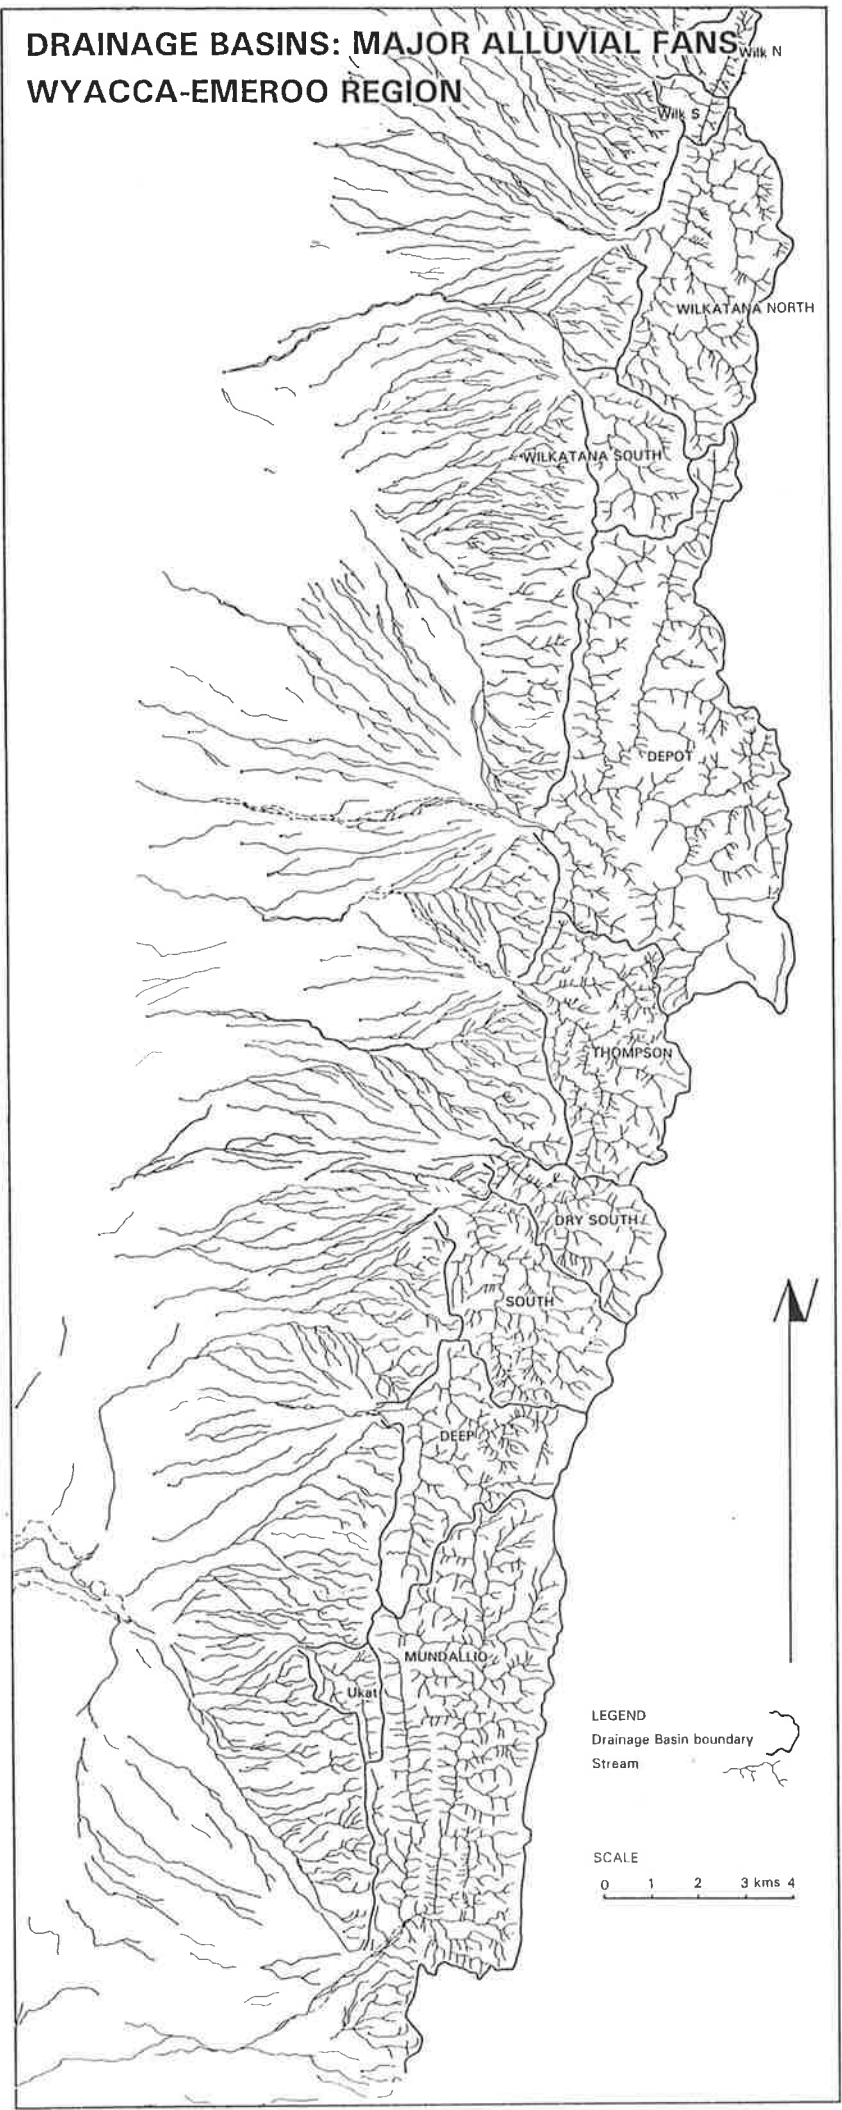 DRAINAGE BASINS: MAJOR ALLUVIAL FANS
WYACCA-EMEROO REGION
Wilk N
Wilk S
WILKATANA NORTH
WILKATANA SOUTH
DEPOT
THOMPSON
DRY SOUTH
SOUTH
DEEP
MUNDALLIO
Ukat
N
LEGEND
Drainage Basin boundary
Stream
SCALE
0 1 2 3 kms 4